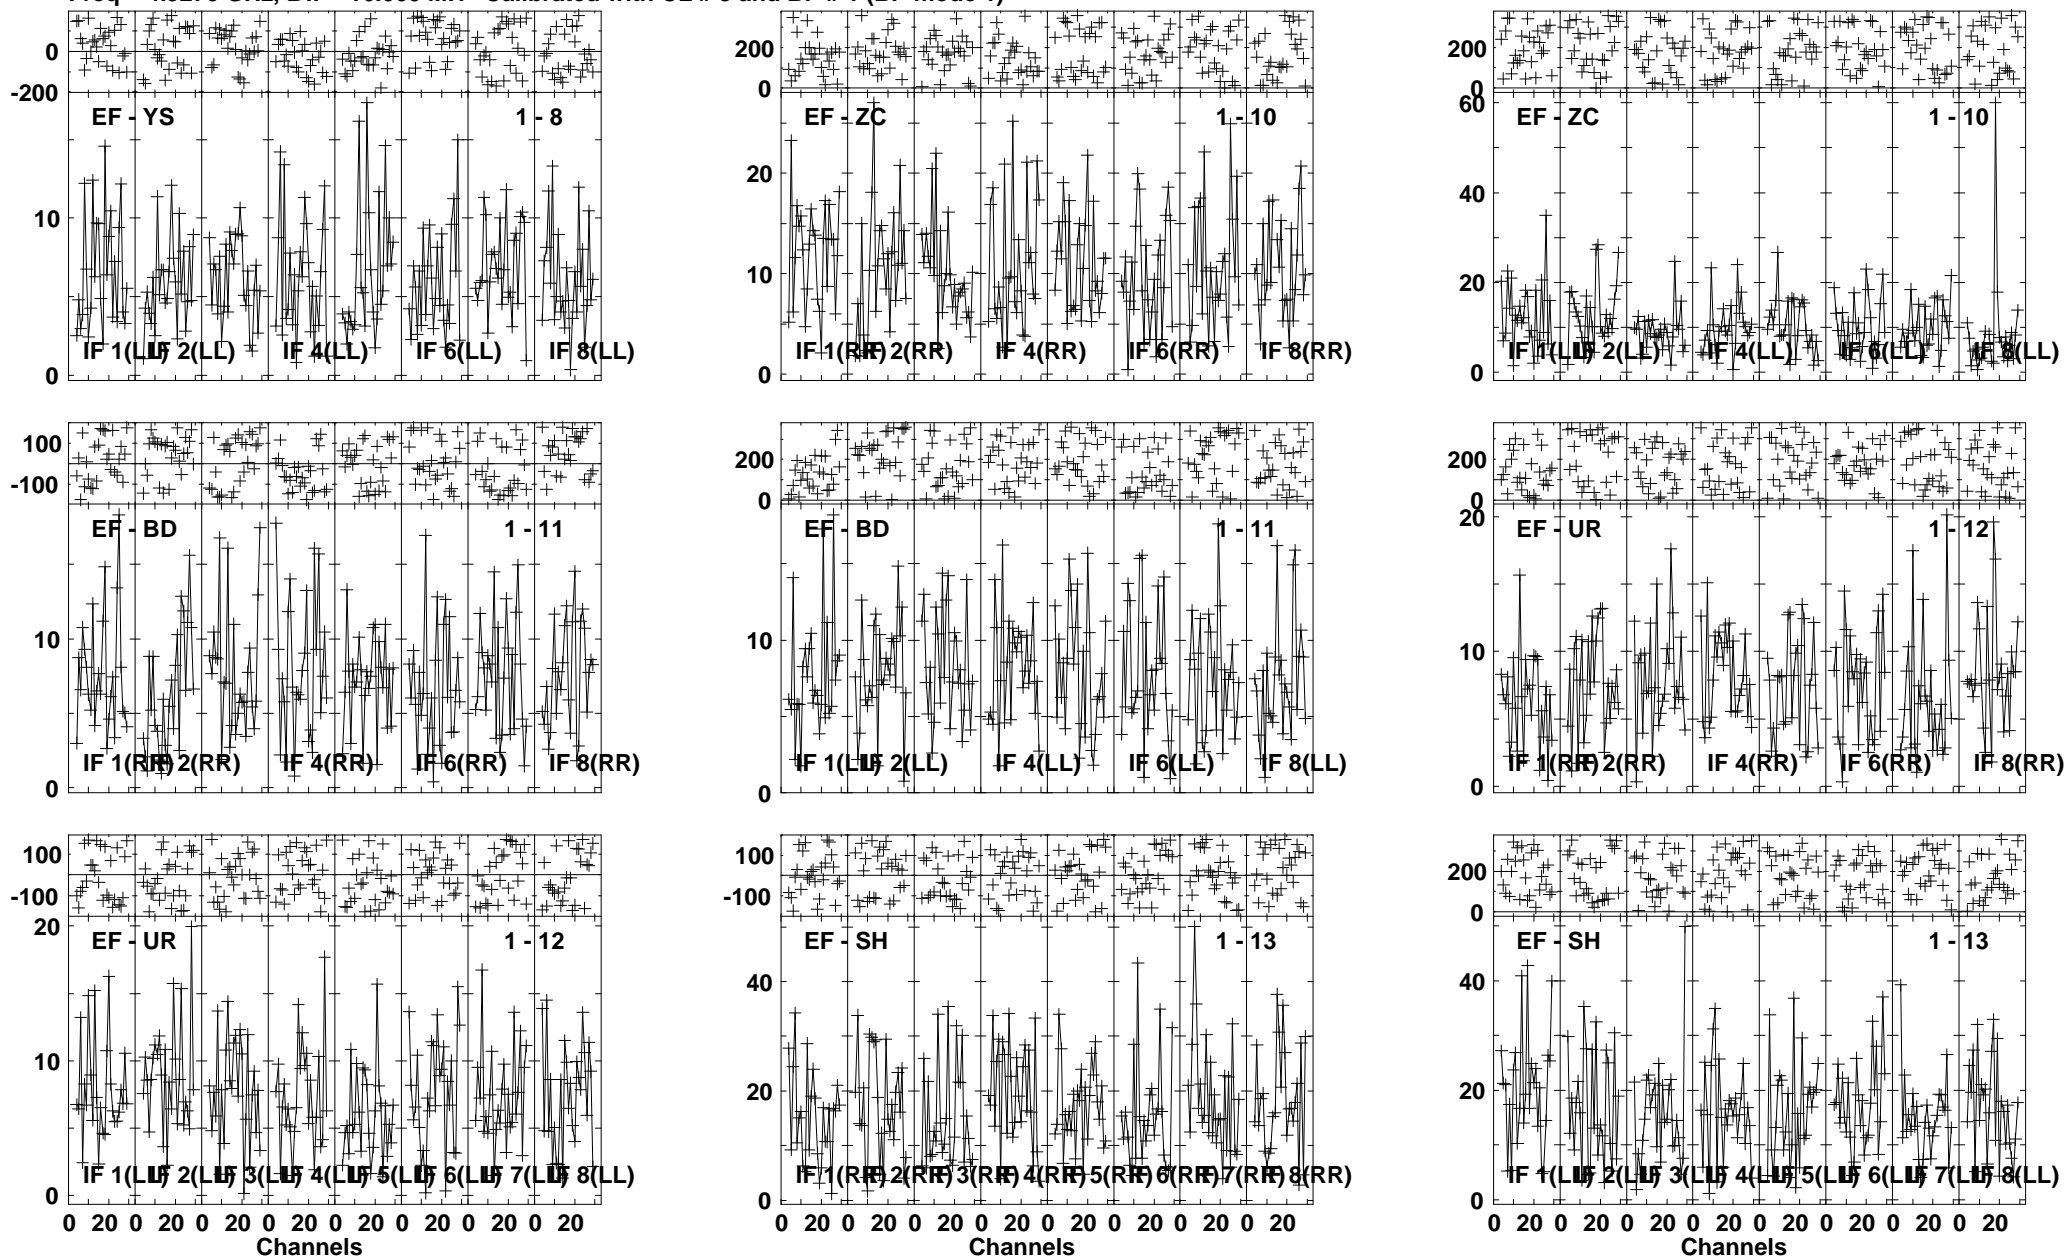 0
-200
EF - YS
1 - 8
10
0
IF 1(LL)
IF 2(LL)
IF 4(LL)
IF 6(LL)
IF 8(LL)
200
0
EF - ZC
1 - 10
20
10
0
IF 1(RR)
IF 2(RR)
IF 4(RR)
IF 6(RR)
IF 8(RR)
200
0
60
EF - ZC
1 - 10
40
20
0
IF 1(LL)
IF 2(LL)
IF 4(LL)
IF 6(LL)
IF 8(LL)
100
-100
EF - BD
1 - 11
10
0
IF 1(RR)
IF 2(RR)
IF 4(RR)
IF 6(RR)
IF 8(RR)
200
0
EF - BD
1 - 11
10
0
IF 1(LL)
IF 2(LL)
IF 4(LL)
IF 6(LL)
IF 8(LL)
200
0
20
EF - UR
1 - 12
10
0
IF 1(RR)
IF 2(RR)
IF 4(RR)
IF 6(RR)
IF 8(RR)
100
-100
20
EF - UR
1 - 12
10
0
IF 1(LL)
IF 2(LL)
IF 3(LL)
IF 4(LL)
IF 5(LL)
IF 6(LL)
IF 7(LL)
IF 8(LL)
0 20 0 20 0 20 0 20 0 20 0 20 0 20 0 20
Channels
100
-100
EF - SH
1 - 13
40
20
0
IF 1(RR)
IF 2(RR)
IF 3(RR)
IF 4(RR)
IF 5(RR)
IF 6(RR)
IF 7(RR)
IF 8(RR)
0 20 0 20 0 20 0 20 0 20 0 20 0 20 0 20
Channels
200
0
EF - SH
1 - 13
40
20
0
IF 1(LL)
IF 2(LL)
IF 3(LL)
IF 4(LL)
IF 5(LL)
IF 6(LL)
IF 7(LL)
IF 8(LL)
0 20 0 20 0 20 0 20 0 20 0 20 0 20 0 20
Channels